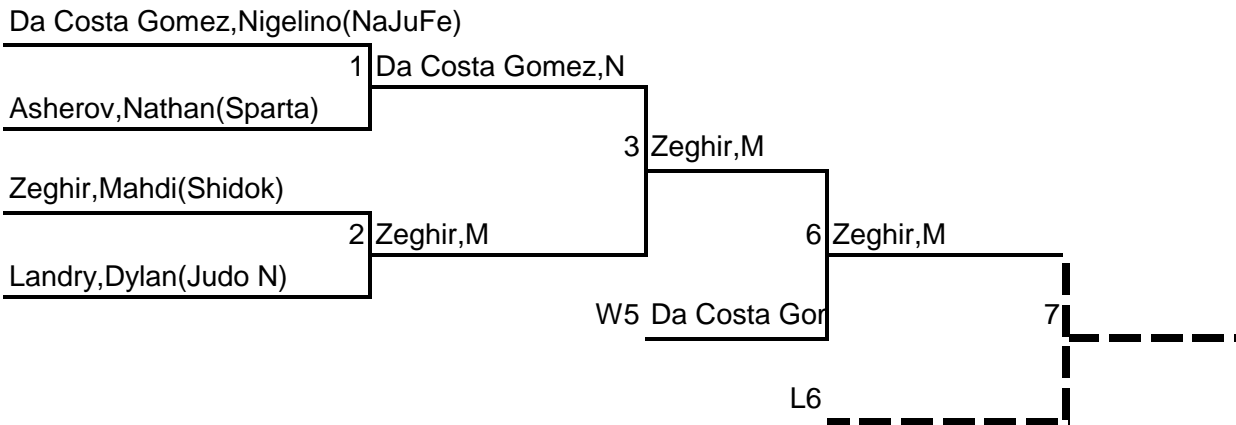 Da Costa Gomez,Nigelino(NaJuFe)
1 Da Costa Gomez,N
Asherov,Nathan(Sparta)
3 Zeghir,M
Zeghir,Mahdi(Shidok)
2 Zeghir,M
6 Zeghir,M
Landry,Dylan(Judo N)
W5 Da Costa Gor
7
L6